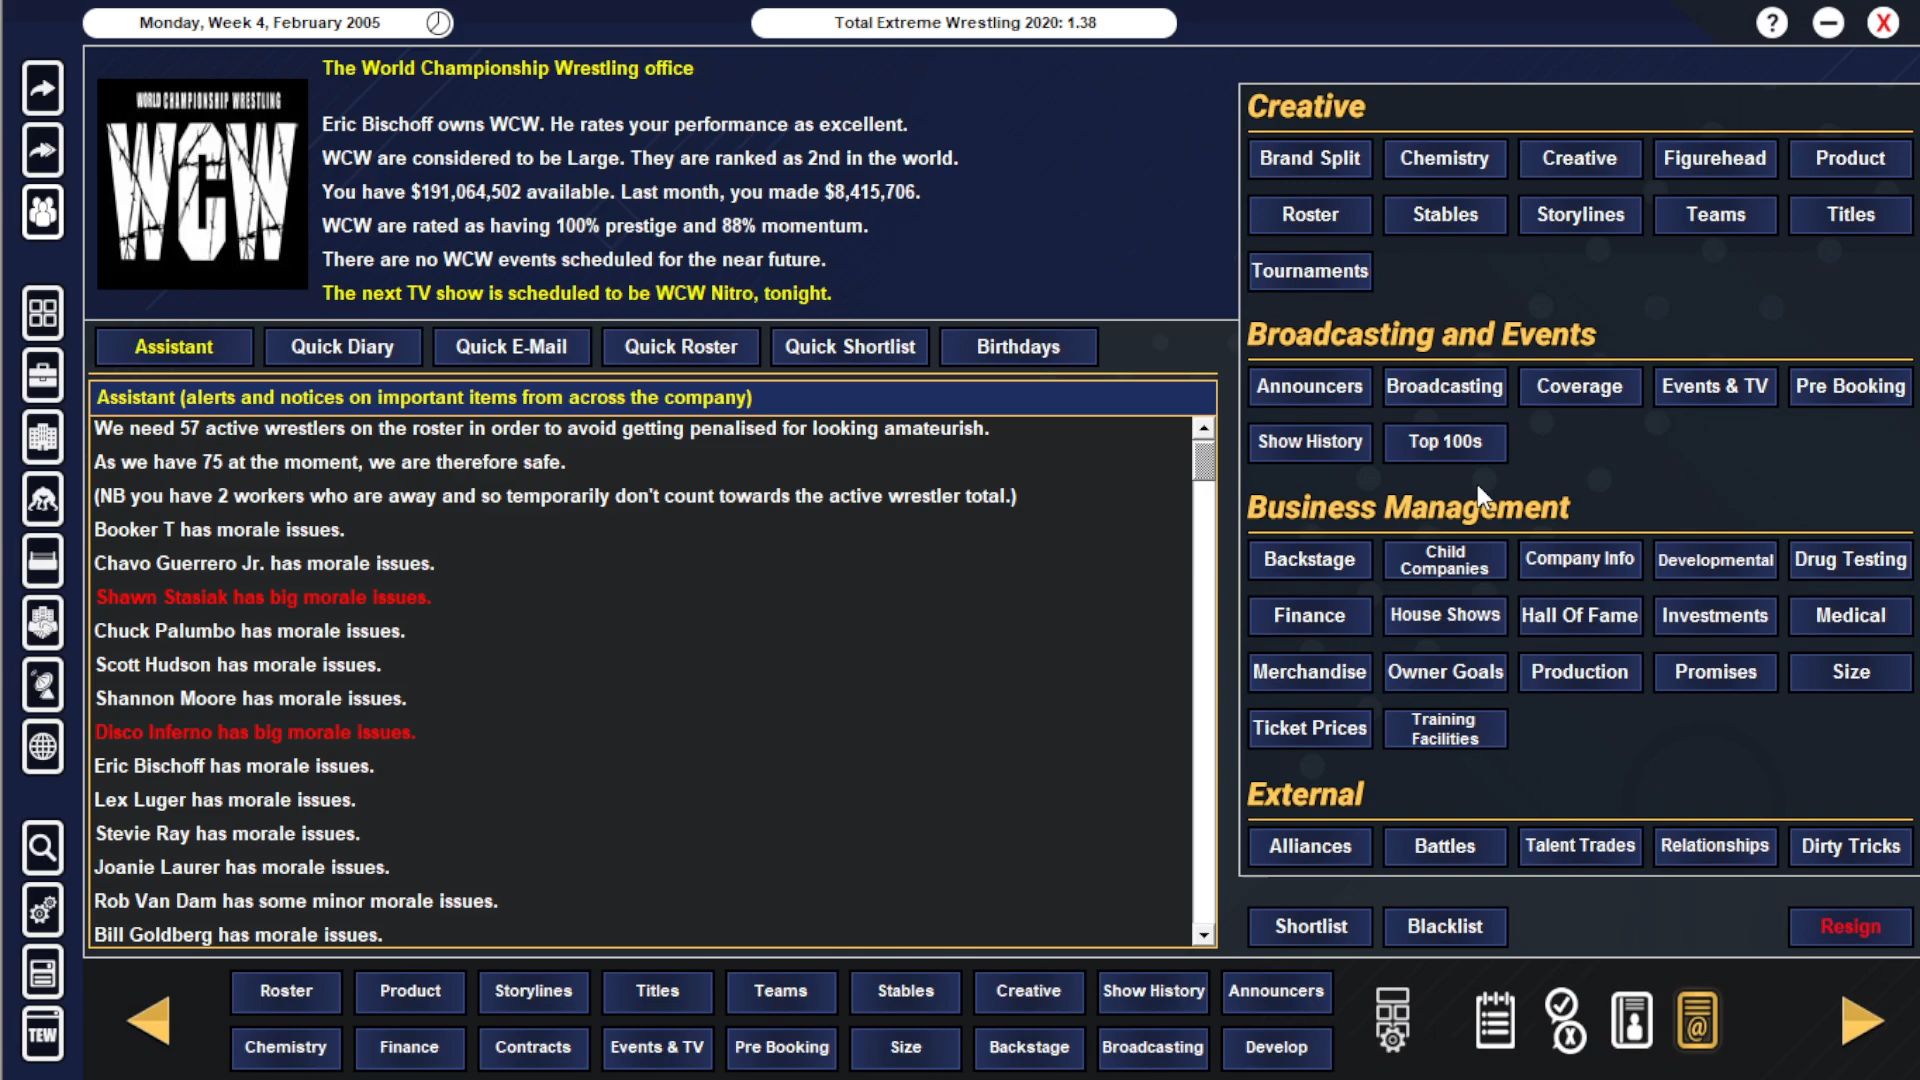 Monday, Week 4, February 2005
Total Extreme Wrestling 2020: 1.38
?
X
WORLD CHAMPIONSHIP WRESTLING
WCW
The World Championship Wrestling office
Eric Bischoff owns WCW. He rates your performance as excellent.
WCW are considered to be Large. They are ranked as 2nd in the world.
You have $191,064,502 available. Last month, you made $8,415,706.
WCW are rated as having 100% prestige and 88% momentum.
There are no WCW events scheduled for the near future.
The next TV show is scheduled to be WCW Nitro, tonight.
Assistant
Quick Diary
Quick E-Mail
Quick Roster
Quick Shortlist
Birthdays
Assistant (alerts and notices on important items from across the company)
We need 57 active wrestlers on the roster in order to avoid getting penalised for looking amateurish.
As we have 75 at the moment, we are therefore safe.
(NB you have 2 workers who are away and so temporarily don't count towards the active wrestler total.)
Booker T has morale issues.
Chavo Guerrero Jr. has morale issues.
Shawn Stasiak has big morale issues.
Chuck Palumbo has morale issues.
Scott Hudson has morale issues.
Shannon Moore has morale issues.
Disco Inferno has big morale issues.
Eric Bischoff has morale issues.
Lex Luger has morale issues.
Stevie Ray has morale issues.
Joanie Laurer has morale issues.
Rob Van Dam has some minor morale issues.
Bill Goldberg has morale issues.
Creative
Brand Split
Chemistry
Creative
Figurehead
Product
Roster
Stables
Storylines
Teams
Titles
Tournaments
Broadcasting and Events
Announcers
Broadcasting
Coverage
Events & TV
Pre Booking
Show History
Top 100s
Business Management
Backstage
Child
Companies
Company Info
Developmental
Drug Testing
Finance
House Shows
Hall Of Fame
Investments
Medical
Merchandise
Owner Goals
Production
Promises
Size
Ticket Prices
Training
Facilities
External
Alliances
Battles
Talent Trades
Relationships
Dirty Tricks
Shortlist
Blacklist
Resign
TEW
Roster
Product
Storylines
Titles
Teams
Stables
Creative
Show History
Announcers
Chemistry
Finance
Contracts
Events & TV
Pre Booking
Size
Backstage
Broadcasting
Develop
X
@